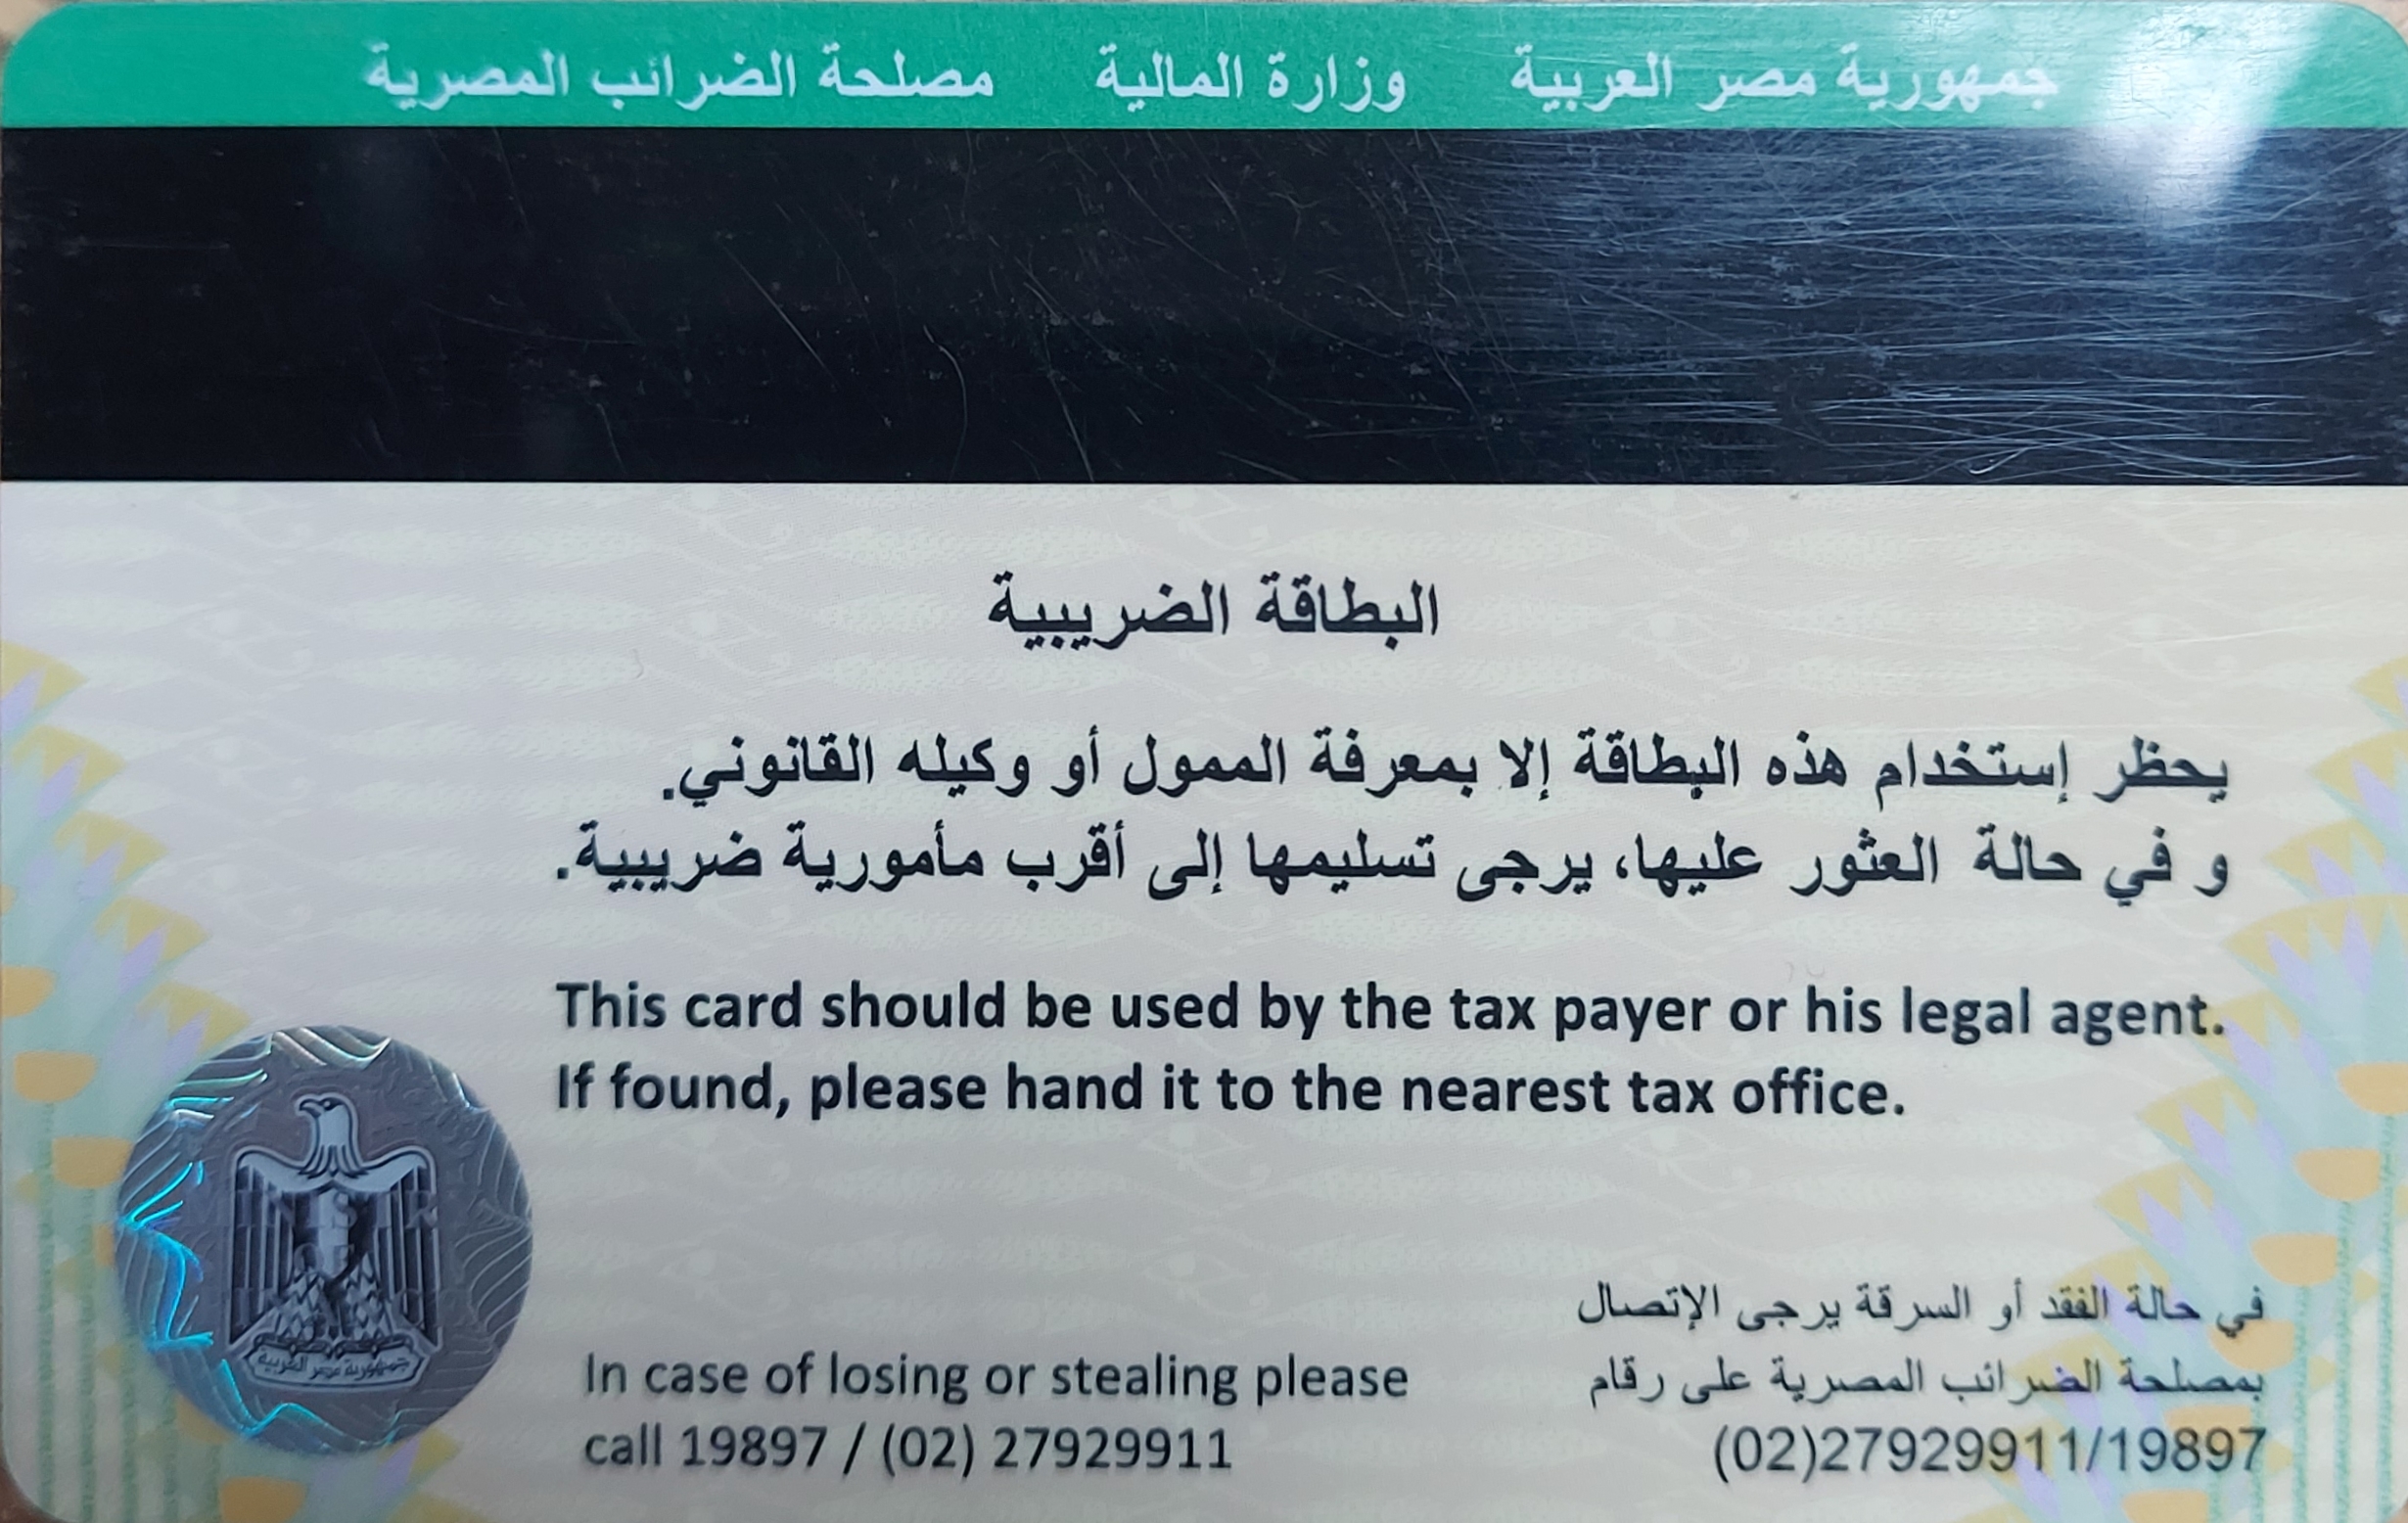 جمهورية مصر العربية وزارة المالية مصلحة الضرائب المصرية
البطاقة الضريبية
يحظر إستخدام هذه البطاقة إلا بمعرفة الممول أو وكيله القانوني.
و في حالة العثور عليها، يرجى تسليمها إلى أقرب مأمورية ضريبية.
This card should be used by the tax payer or his legal agent.
If found, please hand it to the nearest tax office.
في حالة الفقد أو السرقة يرجى الإتصال
بمصلحة الضرائب المصرية على رقام
(02)27929911/19897
In case of losing or stealing please
call 19897 / (02) 27929911
جمهورية مصر العربية